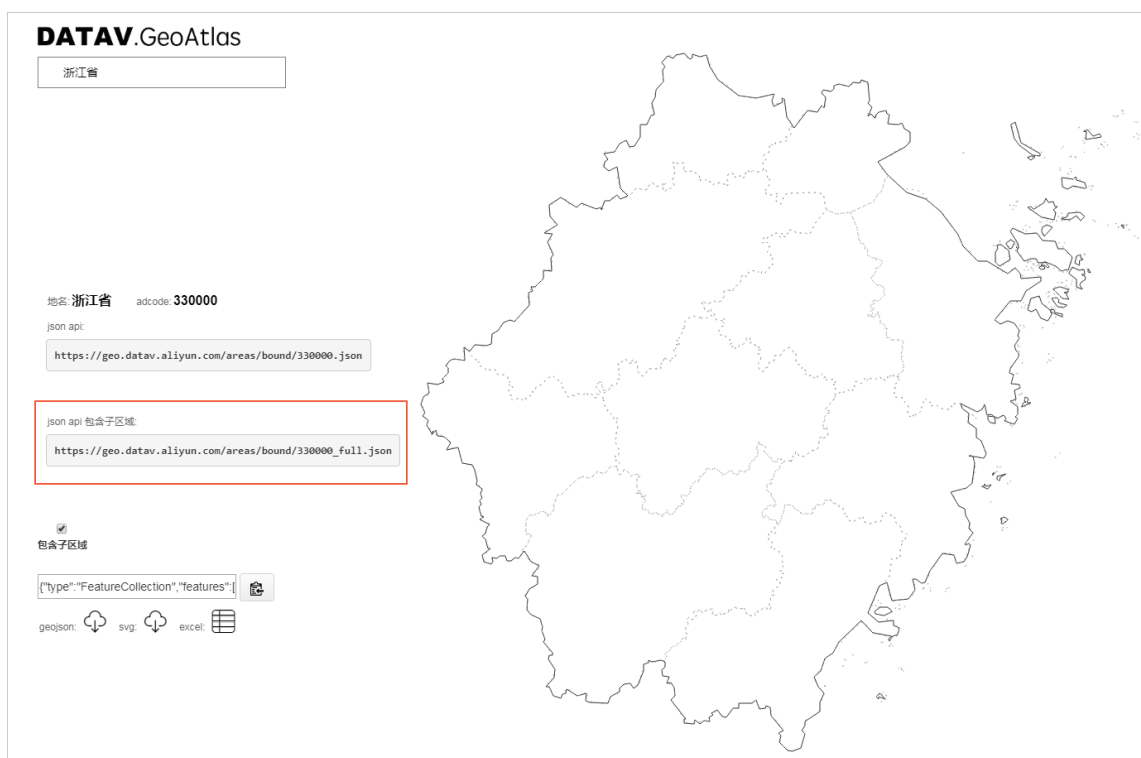 DATAV.GeoAtlas
浙江省
地名: 浙江省 adcode: 330000
json api:
https://geo.datav.aliyun.com/areas/bound/330000.json
json api 包含子区域:
https://geo.datav.aliyun.com/areas/bound/330000_full.json
包含子区域
{"type":"FeatureCollection","features":[
geojson: svg: excel: